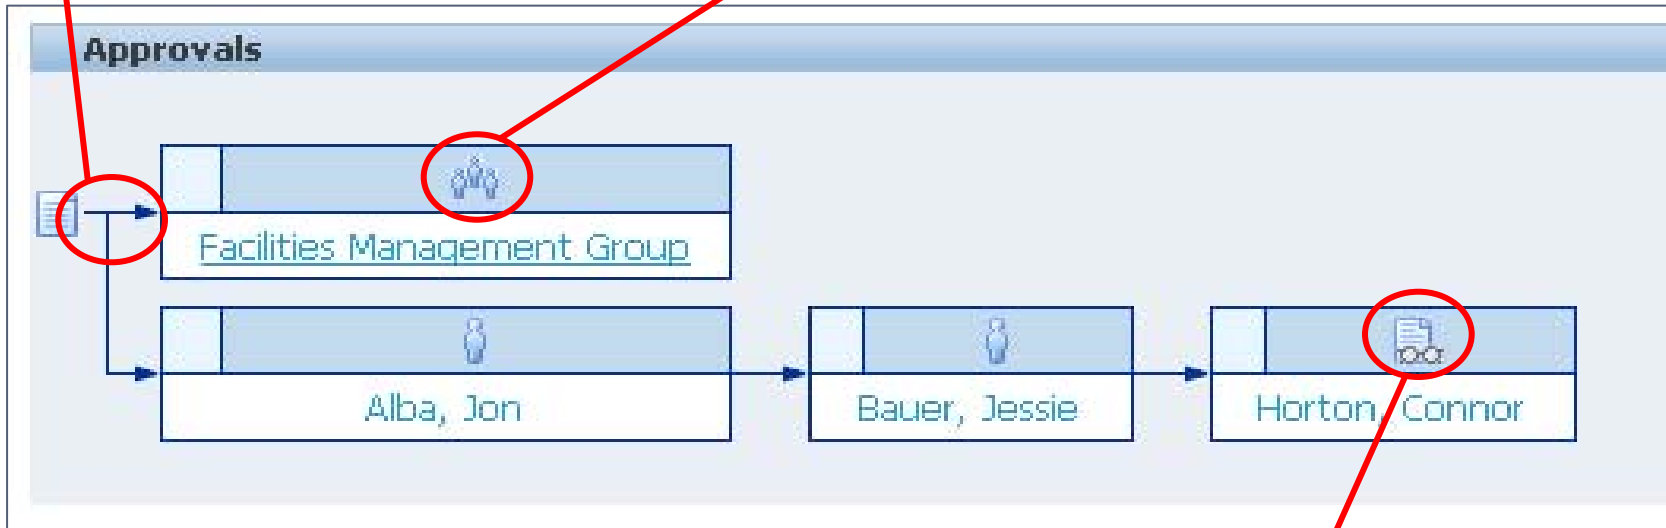 Approvals
Facilities Management Group
Alba, Jon
Bauer, Jessie
Horton, Connor